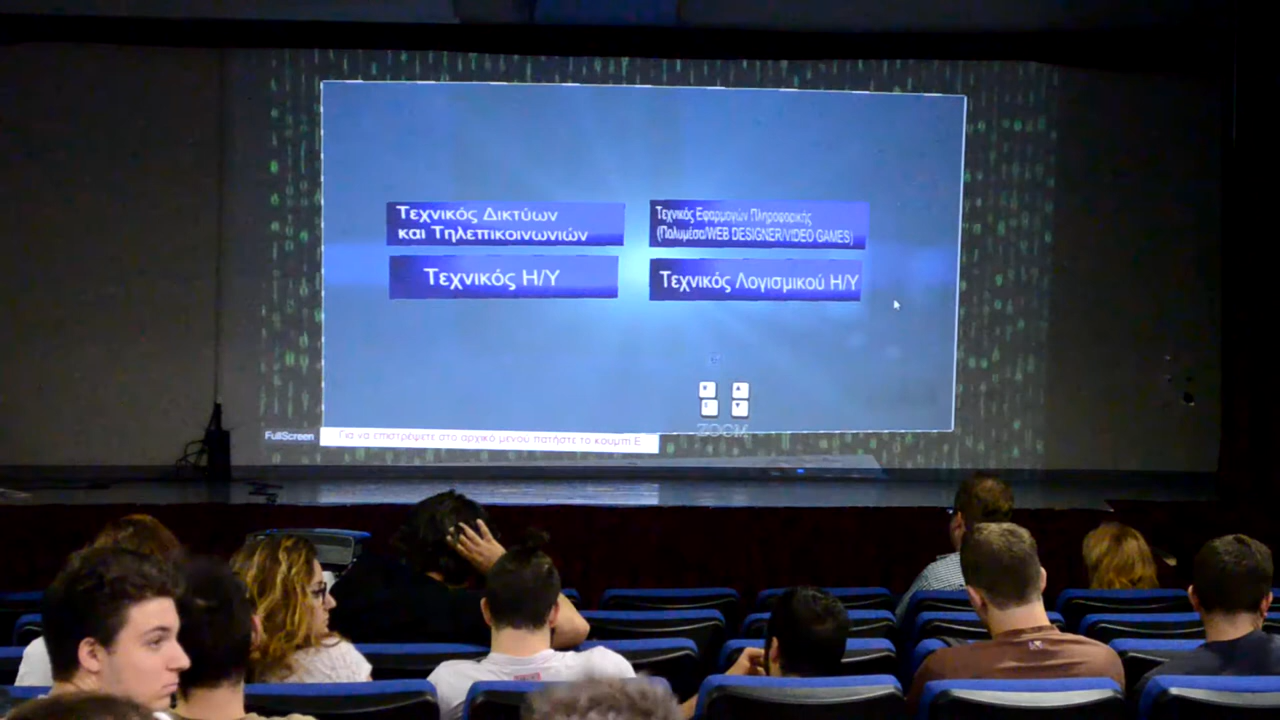 Τεχνικός Δικτύων
και Τηλεπικοινωνιών
Τεχνικός Εφαρμογών Πληροφορικής
(Πολυμέσα/WEB DESIGNER/VIDEO GAMES)
Τεχνικός Η/Υ
Τεχνικός Λογισμικού Η/Υ
ZOOM
FullScreen
Για να επιστρέψετε στο αρχικό μενού πατήστε το κουμπί E